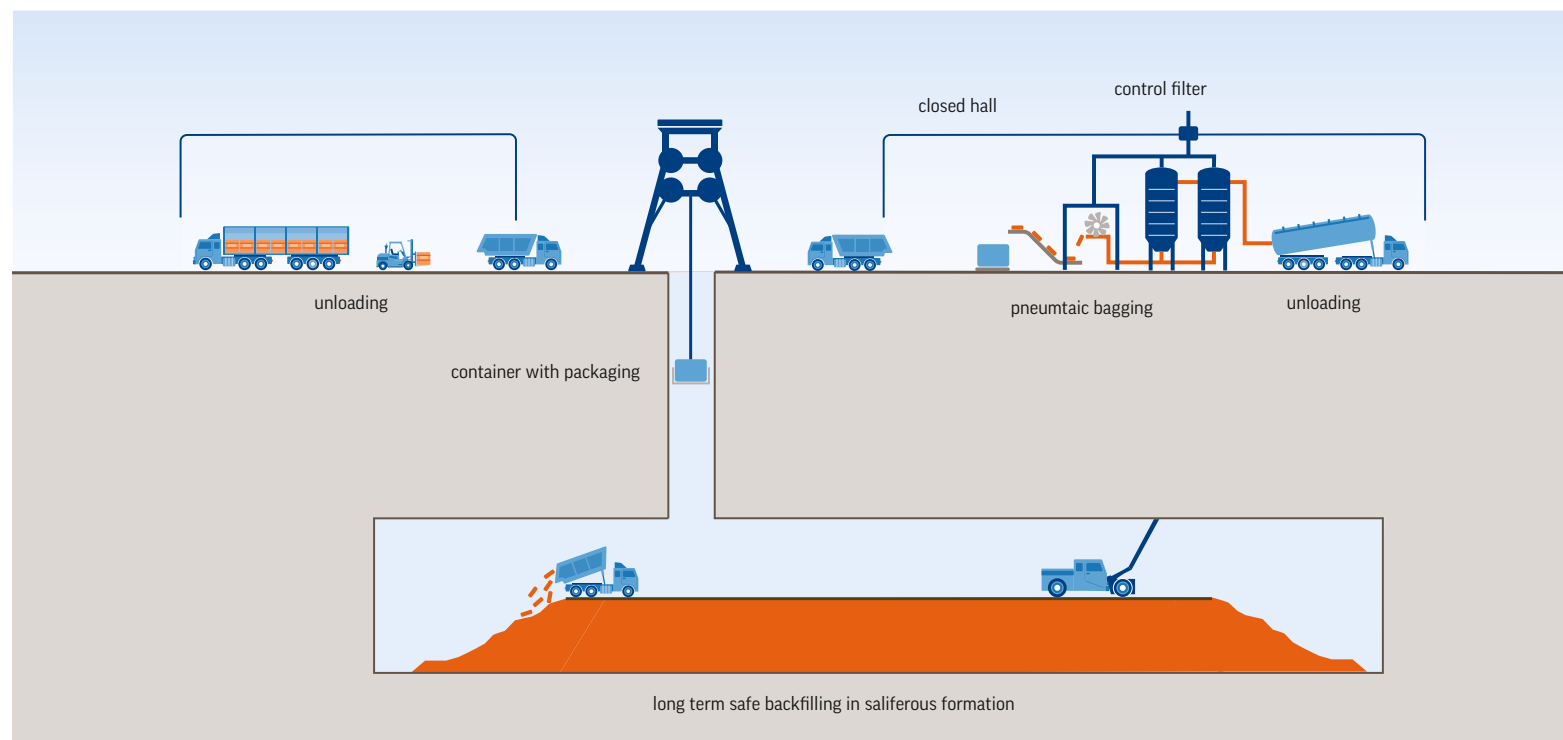 control filter
closed hall
unloading
pneumtaic bagging
unloading
container with packaging
long term safe backfilling in saliferous formation